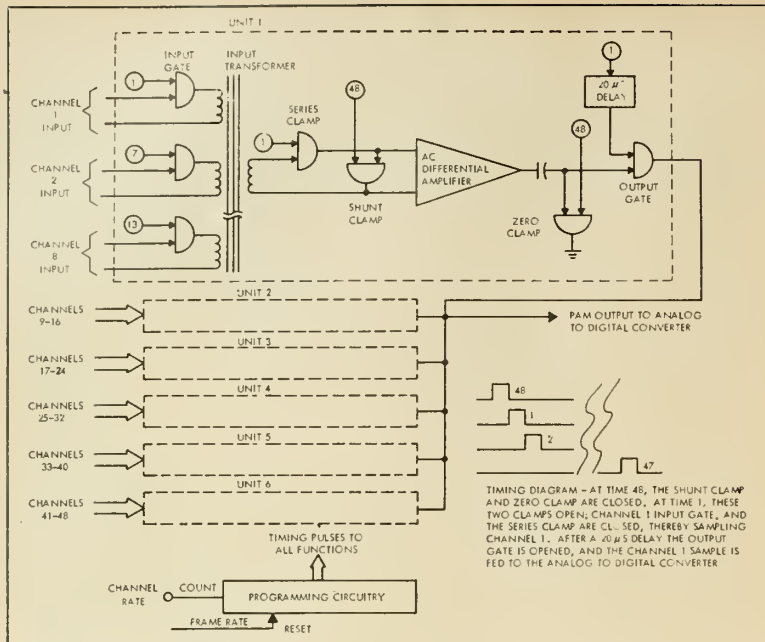 UNIT 1
INPUT
GATE
INPUT
TRANSFORMER
CHANNEL
1
INPUT
1
CHANNEL
2
INPUT
7
CHANNEL
8
INPUT
13
SERIES
CLAMP
1
48
SHUNT
CLAMP
AC
DIFFERENTIAL
AMPLIFIER
1
20 μS
DELAY
48
OUTPUT
GATE
ZERO
CLAMP
UNIT 2
CHANNELS
9-16
PAM OUTPUT TO ANALOG
TO DIGITAL CONVERTER
UNIT 3
CHANNELS
17-24
UNIT 4
CHANNELS
25-32
UNIT 5
CHANNELS
33-40
UNIT 6
CHANNELS
41-48
48
1
2
47
TIMING DIAGRAM - AT TIME 48, THE SHUNT CLAMP
AND ZERO CLAMP ARE CLOSED. AT TIME 1, THESE
TWO CLAMPS OPEN; CHANNEL 1 INPUT GATE, AND
THE SERIES CLAMP ARE CLOSED, THEREBY SAMPLING
CHANNEL 1. AFTER A 20 μS DELAY THE OUTPUT
GATE IS OPENED, AND THE CHANNEL 1 SAMPLE IS
FED TO THE ANALOG TO DIGITAL CONVERTER
TIMING PULSES TO
ALL FUNCTIONS
CHANNEL
RATE
COUNT
PROGRAMMING CIRCUITRY
FRAME RATE
RESET